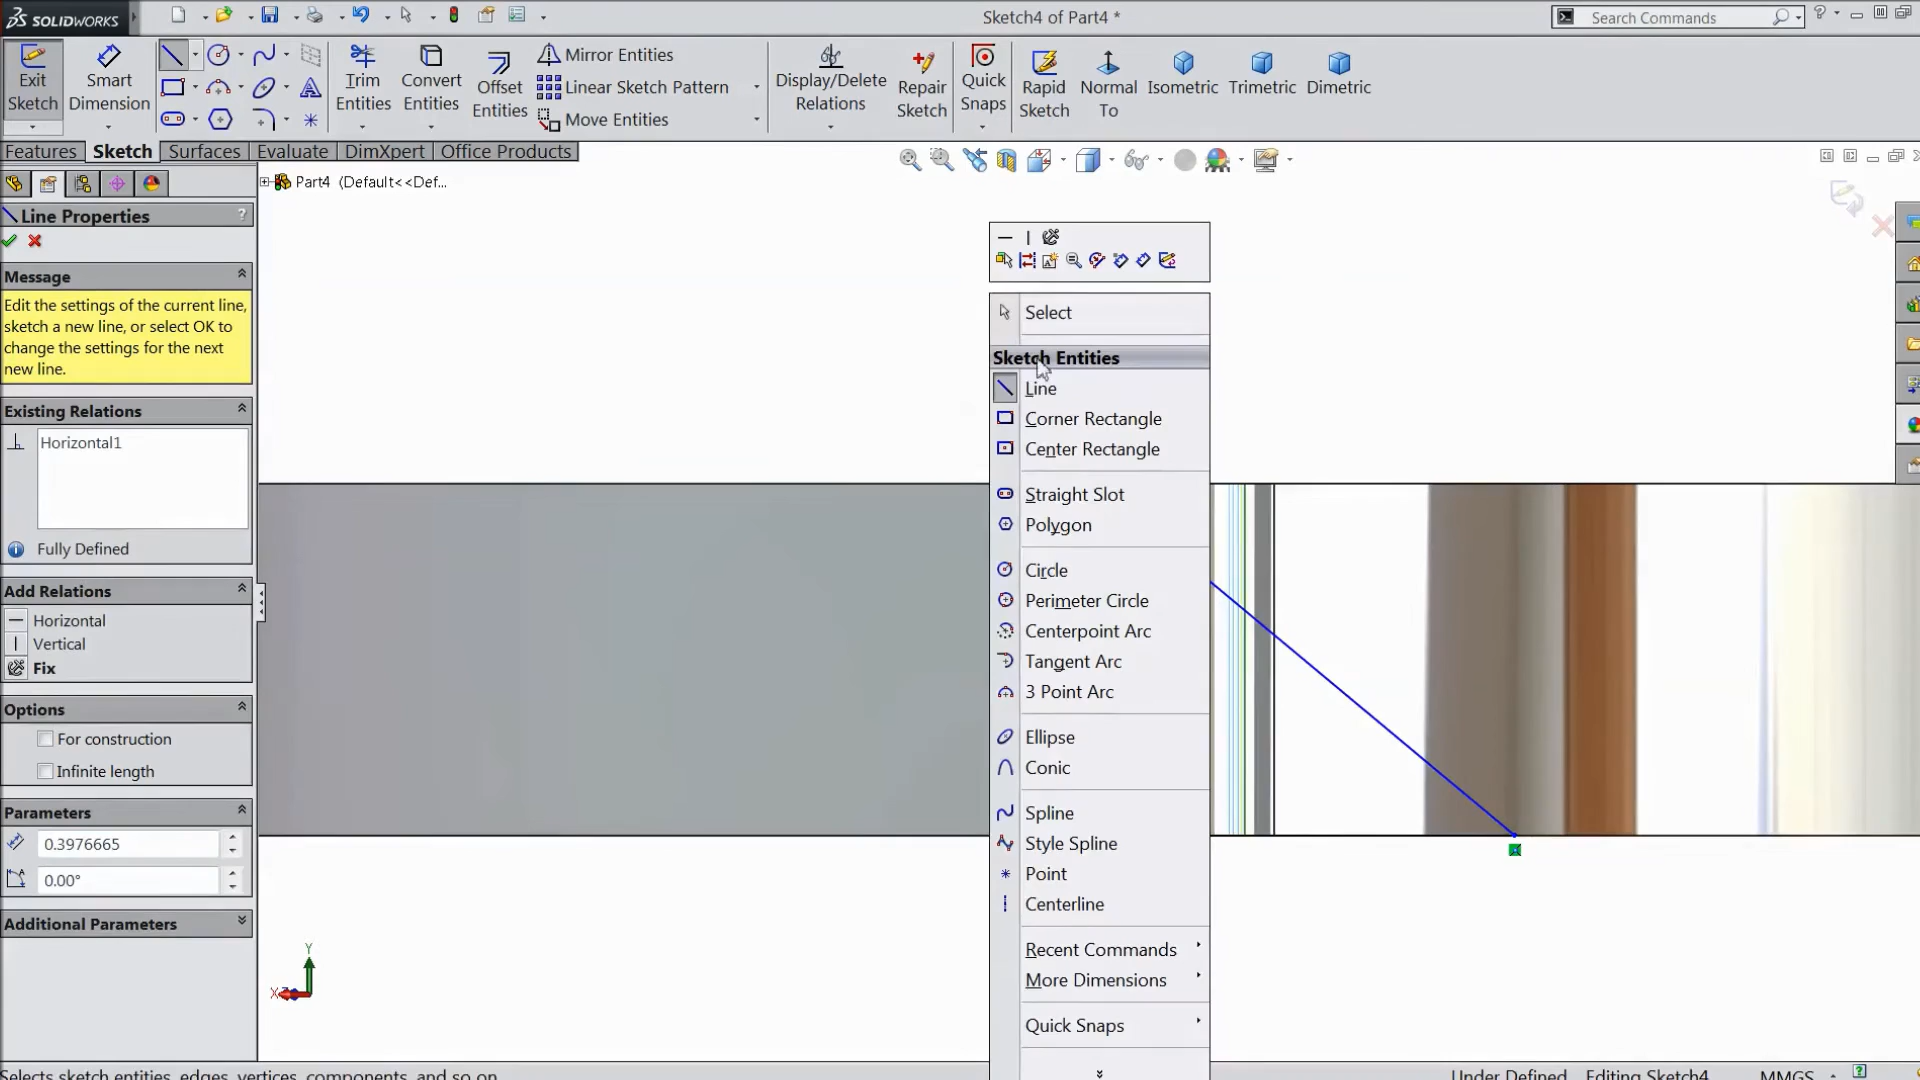 SOLIDWORKS
Sketch4 of Part4 *
Search Commands
Exit Sketch
Smart Dimension
Trim Entities
Convert Entities
Offset Entities
Mirror Entities
Linear Sketch Pattern
Move Entities
Display/Delete Relations
Repair Sketch
Quick Snaps
Rapid Sketch
Normal To
Isometric
Trimetric
Dimetric
Features
Sketch
Surfaces
Evaluate
DimXpert
Office Products
Part4 (Default<<Def...
Line Properties
?
Message
Edit the settings of the current line,
sketch a new line, or select OK to
change the settings for the next
new line.
Existing Relations
Horizontal1
Fully Defined
Add Relations
Horizontal
Vertical
Fix
Options
For construction
Infinite length
Parameters
0.3976665
0.00°
Additional Parameters
Select
Sketch Entities
Line
Corner Rectangle
Center Rectangle
Straight Slot
Polygon
Circle
Perimeter Circle
Centerpoint Arc
Tangent Arc
3 Point Arc
Ellipse
Conic
Spline
Style Spline
Point
Centerline
Recent Commands
More Dimensions
Quick Snaps
Y
X
Selects sketch entities, edges, vertices, components, and so on
Under Defined
Editing Sketch4
MMGS